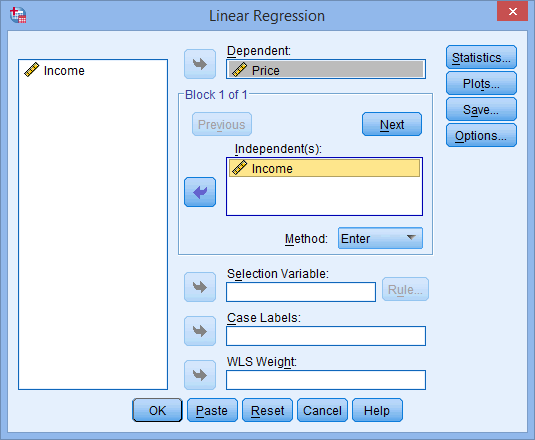 Linear Regression
Income
Dependent:
Price
Statistics...
Plots...
Save...
Options...
Block 1 of 1
Previous
Next
Independent(s):
Income
Method:
Enter
Selection Variable:
Rule...
Case Labels:
WLS Weight:
OK
Paste
Reset
Cancel
Help